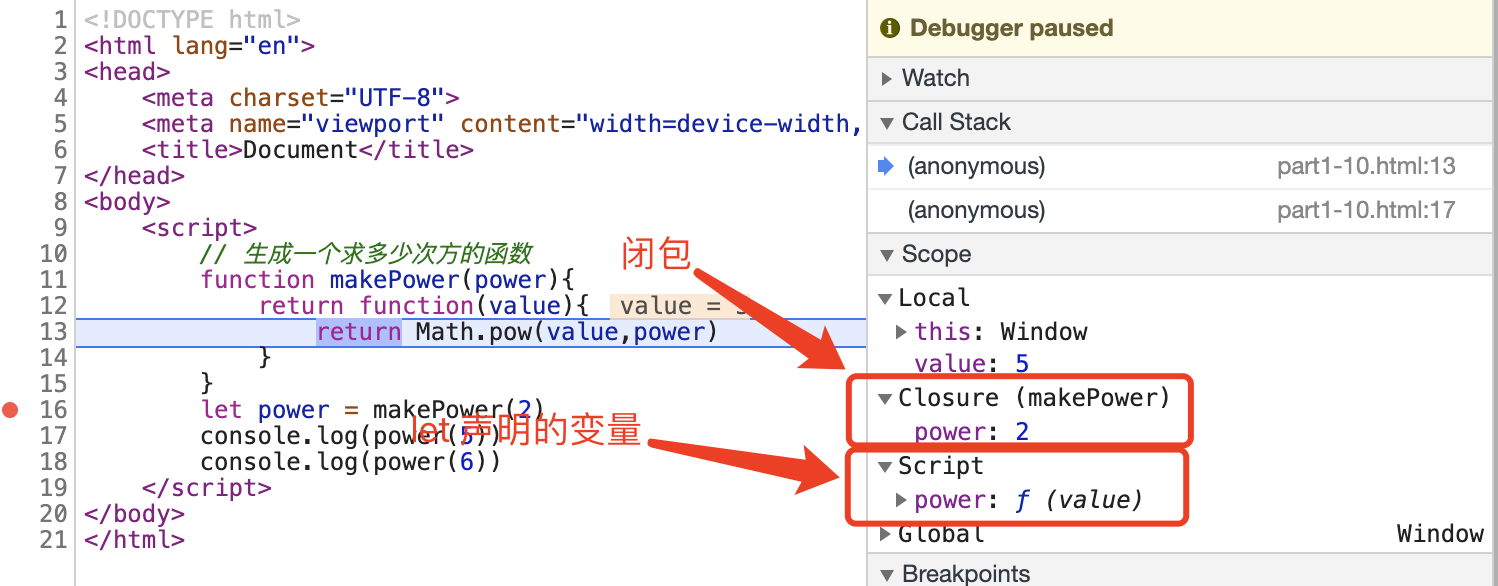 1 <!DOCTYPE html>
2 <html lang="en">
3 <head>
4     <meta charset="UTF-8">
5     <meta name="viewport" content="width=device-width,
6     <title>Document</title>
7 </head>
8 <body>
9     <script>
10         // 生成一个求多少次方的函数
11         function makePower(power){
12             return function(value){ value =
13                 return Math.pow(value,power)
14             }
15         }
16         let power = makePower(2)
17         console.log(power(5))
18         console.log(power(6))
19     </script>
20 </body>
21 </html>
闭包
let 声明的变量
Debugger paused
Watch
Call Stack
(anonymous) part1-10.html:13
(anonymous) part1-10.html:17
Scope
Local
this: Window
value: 5
Closure (makePower)
power: 2
Script
power: ƒ (value)
Global Window
Breakpoints